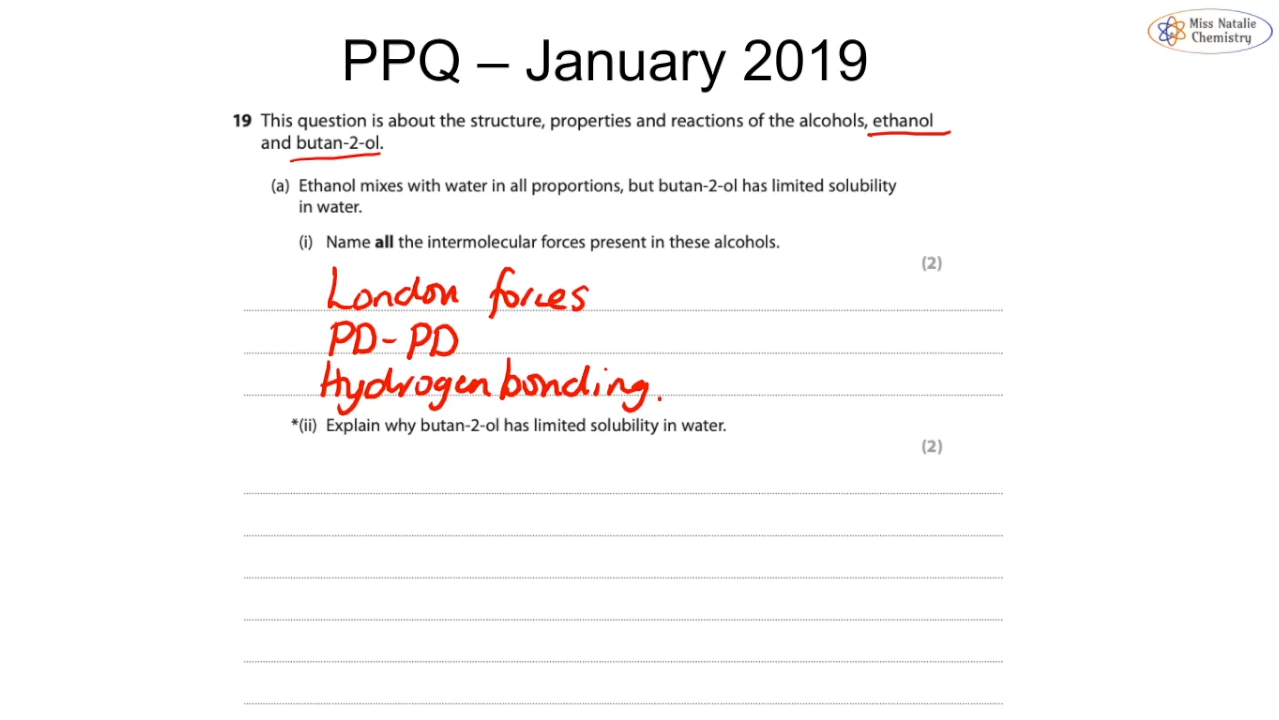 Miss Natalie
Chemistry
PPQ – January 2019
19 This question is about the structure, properties and reactions of the alcohols, ethanol
and butan-2-ol.
(a) Ethanol mixes with water in all proportions, but butan-2-ol has limited solubility
in water.
(i) Name all the intermolecular forces present in these alcohols.
(2)
London forces
PD-PD
Hydrogen bonding.
*(ii) Explain why butan-2-ol has limited solubility in water.
(2)